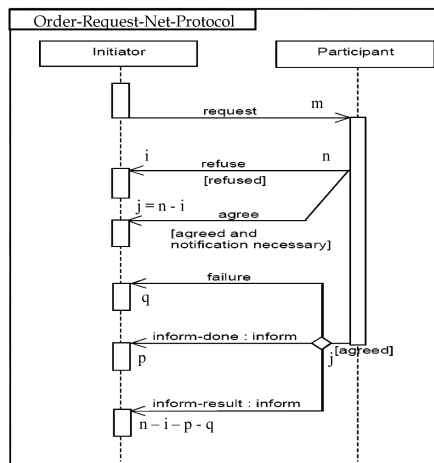 Order-Request-Net-Protocol
Initiator
Participant
request
m
i
refuse
n
[refused]
j = n - i
agree
[agreed and
notification necessary]
failure
q
inform-done : inform
p
j
[agreed]
inform-result : inform
n – i – p - q